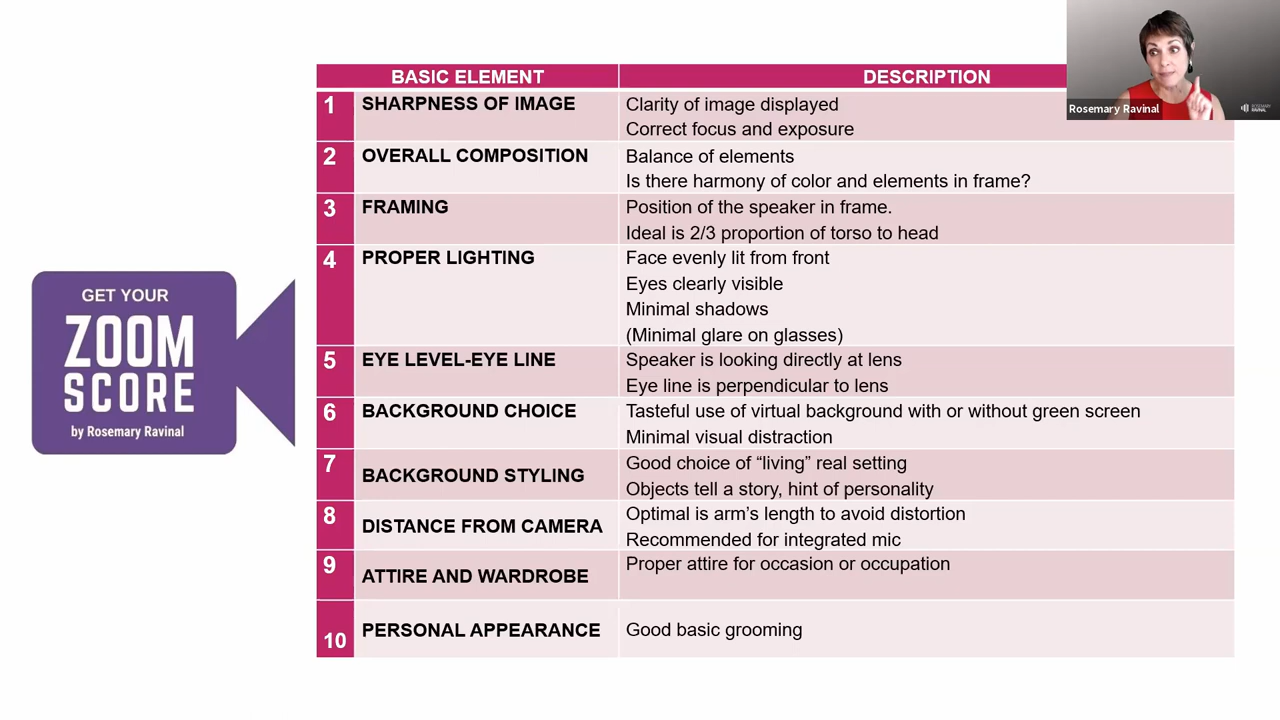 BASIC ELEMENT DESCRIPTION
1 SHARPNESS OF IMAGE Clarity of image displayed
Correct focus and exposure
2 OVERALL COMPOSITION Balance of elements
Is there harmony of color and elements in frame?
3 FRAMING Position of the speaker in frame.
Ideal is 2/3 proportion of torso to head
4 PROPER LIGHTING Face evenly lit from front
Eyes clearly visible
Minimal shadows
(Minimal glare on glasses)
5 EYE LEVEL-EYE LINE Speaker is looking directly at lens
Eye line is perpendicular to lens
6 BACKGROUND CHOICE Tasteful use of virtual background with or without green screen
Minimal visual distraction
7 BACKGROUND STYLING Good choice of “living” real setting
Objects tell a story, hint of personality
8 DISTANCE FROM CAMERA Optimal is arm’s length to avoid distortion
Recommended for integrated mic
9 ATTIRE AND WARDROBE Proper attire for occasion or occupation
10 PERSONAL APPEARANCE Good basic grooming
GET YOUR
ZOOM
SCORE
by Rosemary Ravinal
Rosemary Ravinal
ROSEMARY
RAVINAL